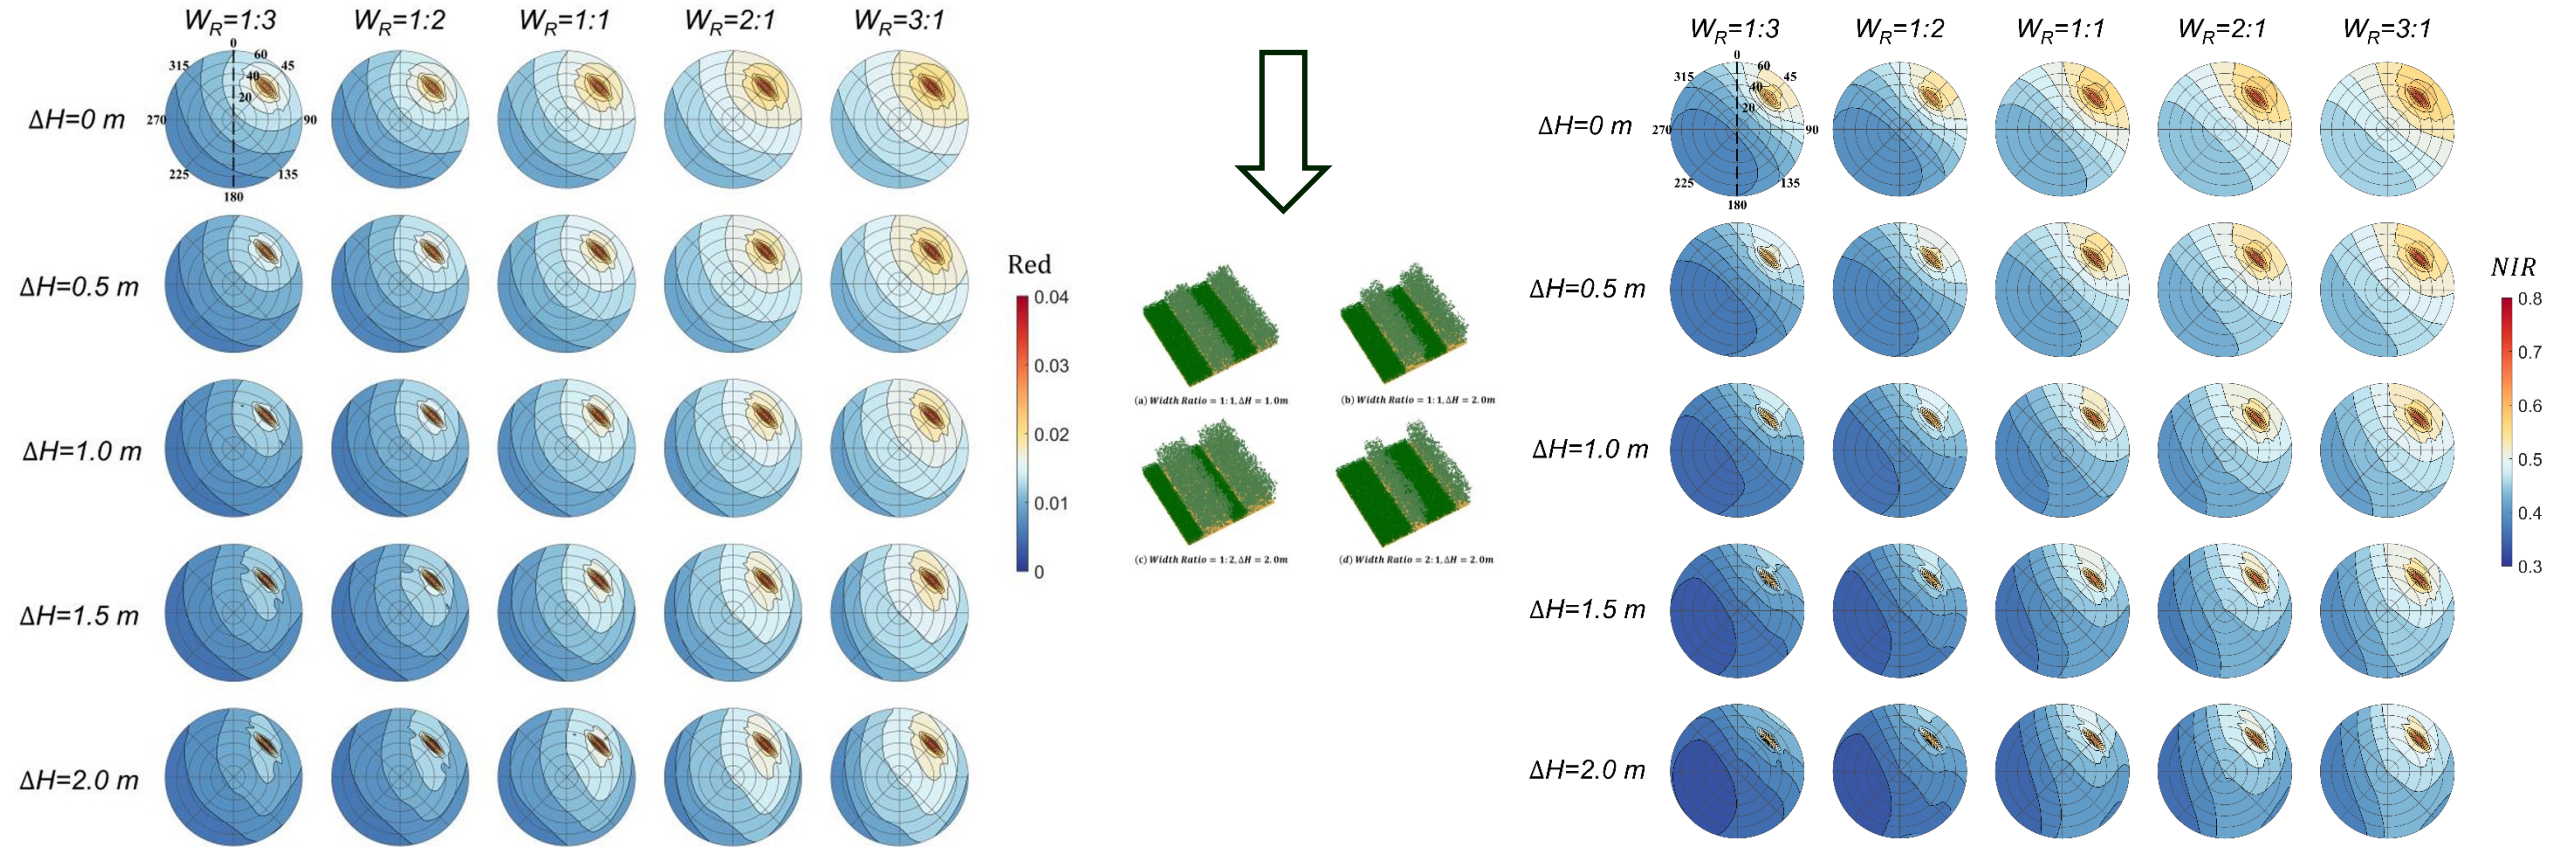 W_R=1:3 W_R=1:2 W_R=1:1 W_R=2:1 W_R=3:1
0
315 60 45
40
20
ΔH=0 m 270 90
225 135
180
ΔH=0.5 m
ΔH=1.0 m
ΔH=1.5 m
ΔH=2.0 m
Red
0.04
0.03
0.02
0.01
0
(a) Width Ratio = 1:1, ΔH = 1.0m
(b) Width Ratio = 1:1, ΔH = 2.0m
(c) Width Ratio = 1:2, ΔH = 2.0m
(d) Width Ratio = 2:1, ΔH = 2.0m
W_R=1:3 W_R=1:2 W_R=1:1 W_R=2:1 W_R=3:1
0
315 60 45
40
20
ΔH=0 m 270 90
225 135
180
ΔH=0.5 m
ΔH=1.0 m
ΔH=1.5 m
ΔH=2.0 m
NIR
0.8
0.7
0.6
0.5
0.4
0.3